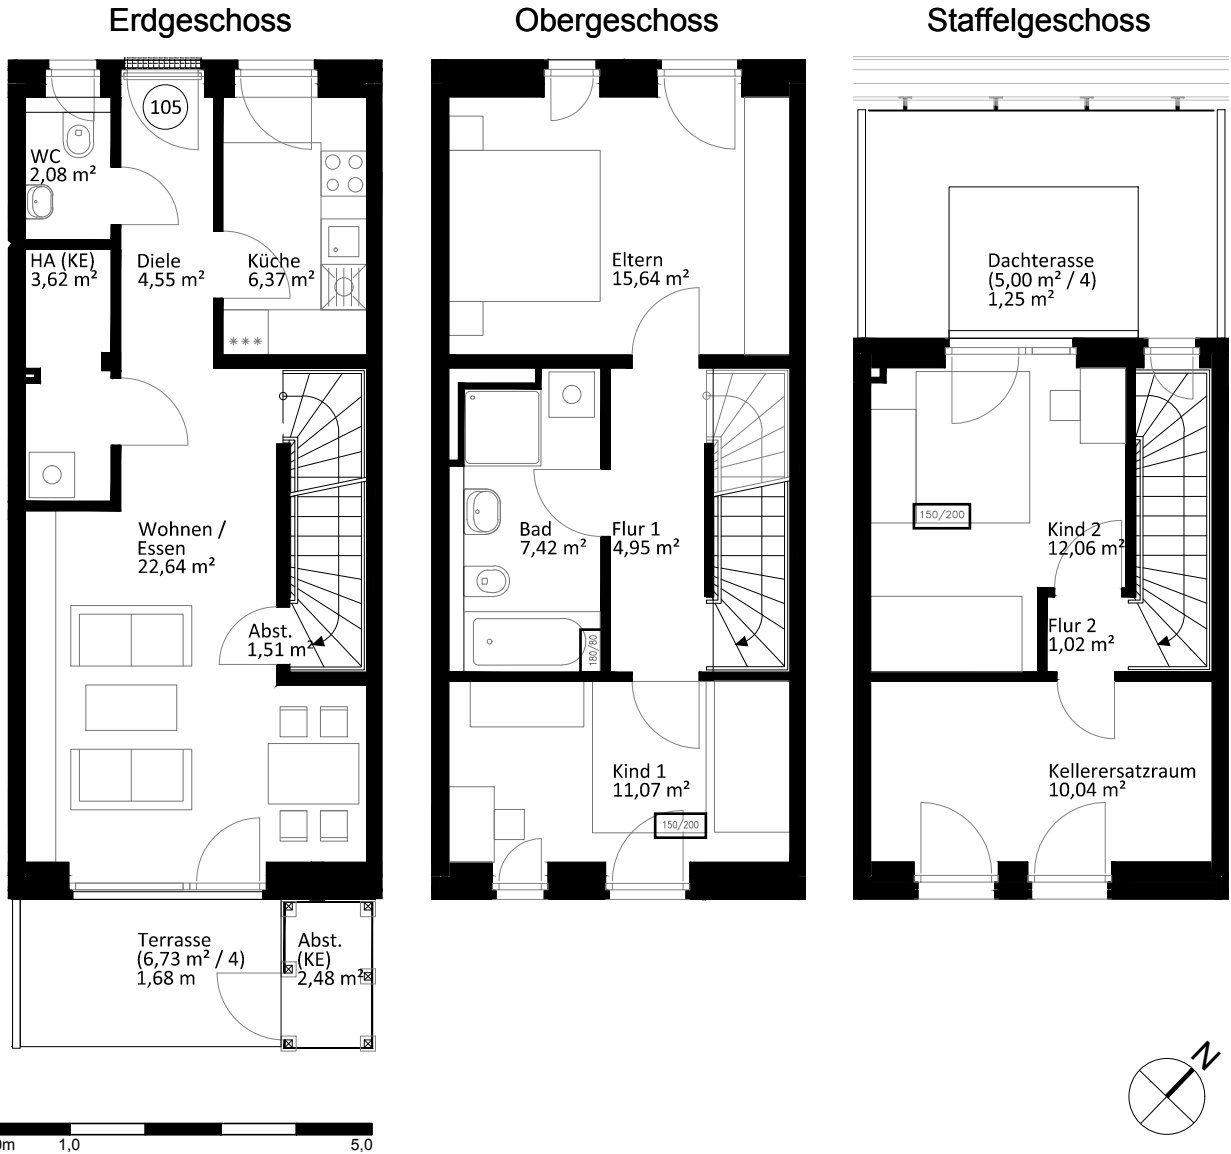 Erdgeschoss
Obergeschoss
Staffelgeschoss
105
WC
2,08 m²
HA (KE)
3,62 m²
Diele
4,55 m²
Küche
6,37 m²
***
Wohnen /
Essen
22,64 m²
Abst.
1,51 m²
Terrasse
(6,73 m² / 4)
1,68 m
Abst.
(KE)
2,48 m²
Eltern
15,64 m²
Bad
7,42 m²
Flur 1
4,95 m²
180/80
Kind 1
11,07 m²
150/200
Dachterasse
(5,00 m² / 4)
1,25 m²
150/200
Kind 2
12,06 m²
Flur 2
1,02 m²
Kellerersatzraum
10,04 m²
N
0m 1,0 5,0